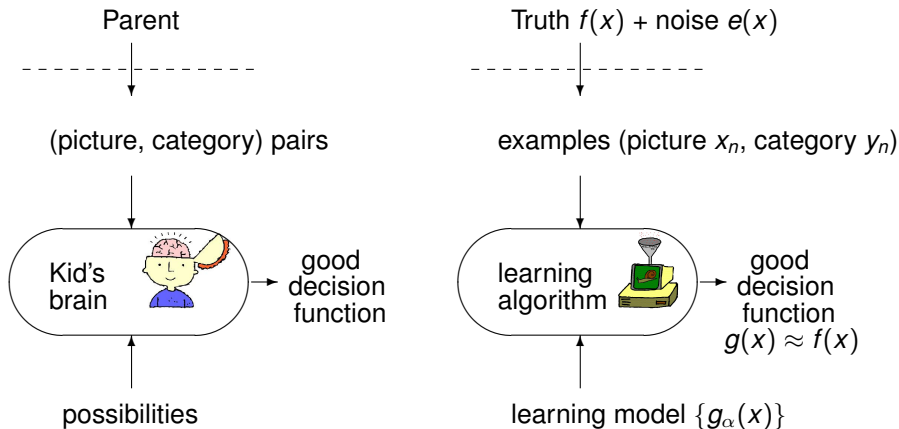 Parent
(picture, category) pairs
Kid's
brain
good
decision
function
possibilities
Truth f(x) + noise e(x)
examples (picture xₙ, category yₙ)
learning
algorithm
good
decision
function
g(x) ≈ f(x)
learning model {g_α(x)}